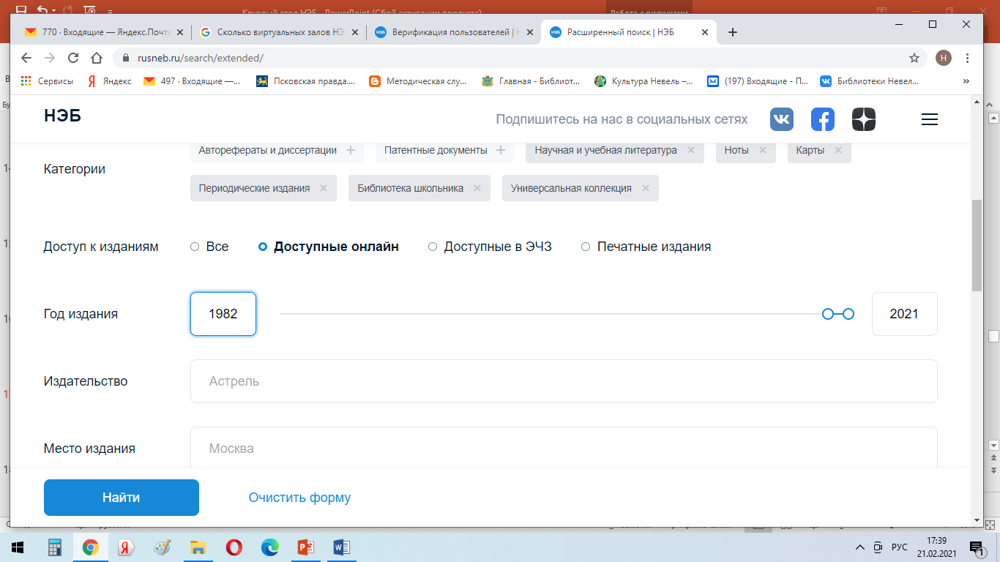 Круглый стол НЭБ - PowerPoint (Сбой активации продукта)
Работа с рисунками
770 · Входящие — Яндекс.Почта
Сколько виртуальных залов НЭ
Верификация пользователей |
Расширенный поиск | НЭБ
rusneb.ru/search/extended/
Н
Сервисы
Яндекс
497 · Входящие —...
Псковская правда....
Методическая слу...
Главная - Библиот...
Культура Невель –...
(197) Входящие - П...
Библиотеки Невел...
»
НЭБ
Подпишитесь на нас в социальных сетях
Категории
Авторефераты и диссертации +
Патентные документы +
Научная и учебная литература ×
Ноты ×
Карты ×
Периодические издания ×
Библиотека школьника ×
Универсальная коллекция ×
Доступ к изданиям
Все
Доступные онлайн
Доступные в ЭЧЗ
Печатные издания
Год издания
1982
2021
Издательство
Астрель
Место издания
Москва
Найти
Очистить форму
РУС
17:39
21.02.2021
1